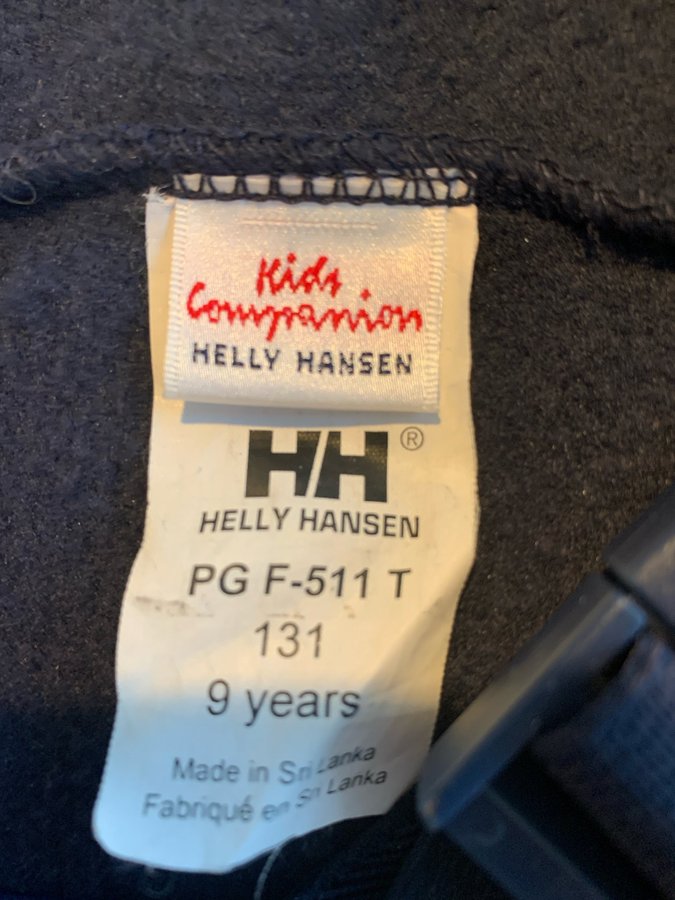 Kids
Companion
HELLY HANSEN
HH®
HELLY HANSEN
PG F-511 T
131
9 years
Made in Sri Lanka
Fabriqué en Sri Lanka